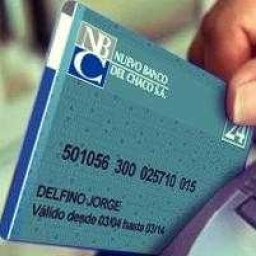 NBC
NUEVO BANCO
DEL CHACO S.A.
24
501056 300 025710 015
DELFINO JORGE
Válido desde 03/04 hasta 03/14